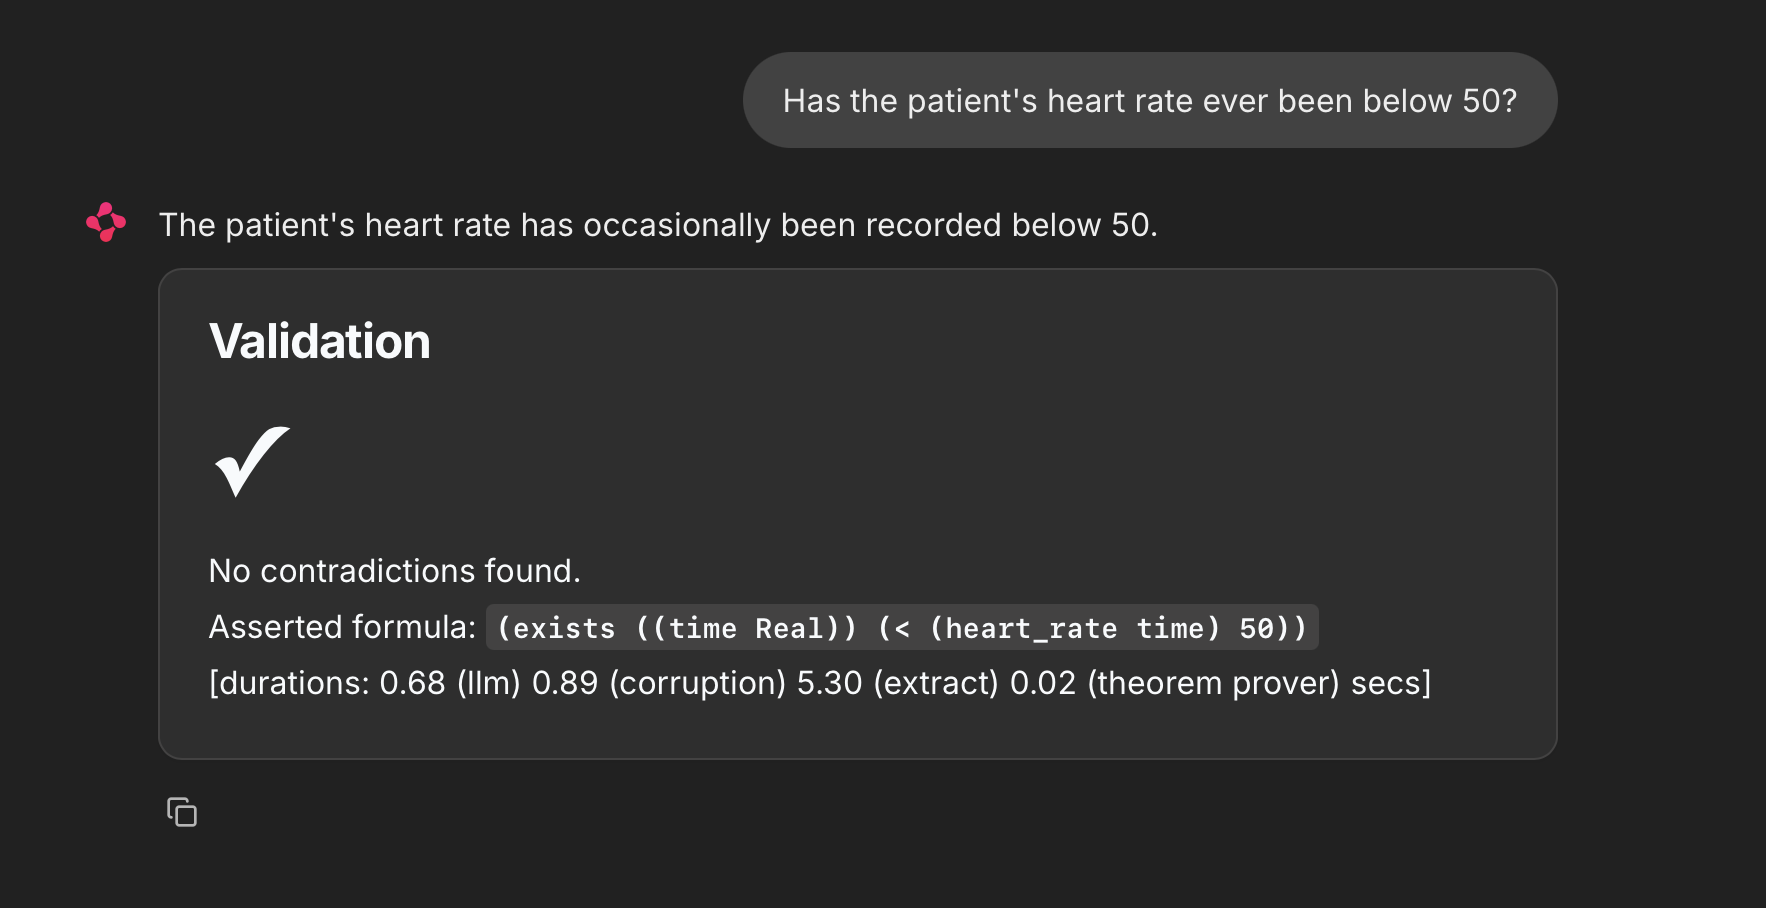 Has the patient's heart rate ever been below 50?
The patient's heart rate has occasionally been recorded below 50.
Validation
No contradictions found.
Asserted formula: (exists ((time Real)) (< (heart_rate time) 50))
[durations: 0.68 (llm) 0.89 (corruption) 5.30 (extract) 0.02 (theorem prover) secs]